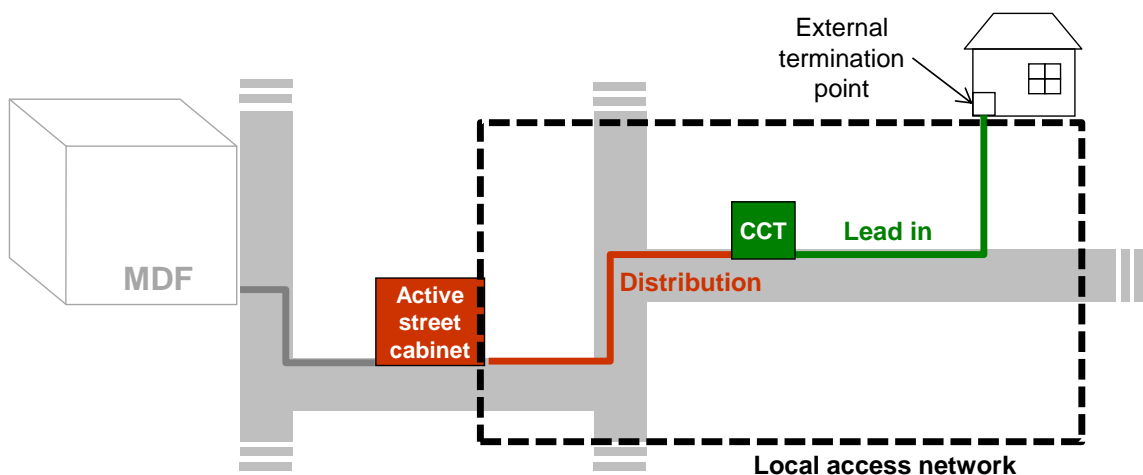 External
termination
point
CCT
Lead in
MDF
Distribution
Active
street
cabinet
Local access network